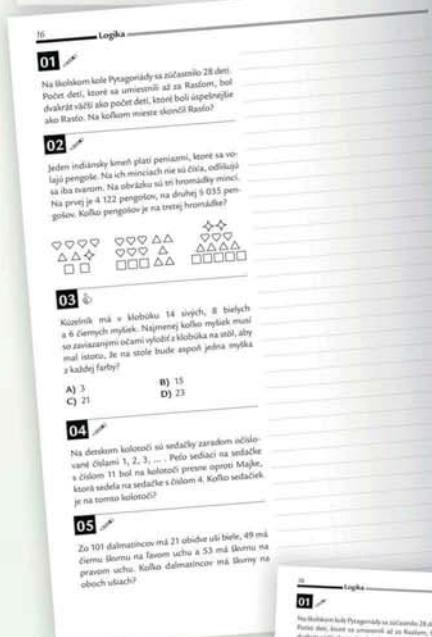 16 Logika
01
Na školskom kole Pytagoriády sa zúčastnilo 28 detí.
Počet detí, ktoré sa umiestnili až za Rasťom, bol
dvakrát väčší ako počet detí, ktoré boli úspešnejšie
ako Rasťo. Na koľkom mieste skončil Rasťo?
02
Jeden indiánsky kmeň platí peniazmi, ktoré sa vo-
lajú pengoše. Na ich minciach nie sú čísla, odlišujú
sa iba tvarom. Na obrázku sú tri hromádky mincí.
Na prvej je 4 122 pengošov, na druhej 5 035 pen-
gošov. Koľko pengošov je na tretej hromádke?
03
Kúzelník má v klobúku 14 sivých, 8 bielych
a 6 čiernych myšiek. Najmenej koľko myšiek musí
so zaviazanými očami vyložiť z klobúka na stôl, aby
mal istotu, že na stole bude aspoň jedna myška
z každej farby?
A) 3 B) 15
C) 21 D) 23
04
Na detskom kolotoči sú sedačky zaradom očíslo-
vané číslami 1, 2, 3, ... . Peťo sediaci na sedačke
s číslom 11 bol na kolotoči presne oproti Majke,
ktorá sedela na sedačke s číslom 4. Koľko sedačiek
je na tomto kolotoči?
05
Zo 101 dalmatíncov má 21 obidve uši biele, 49 má
čiernu škvrnu na ľavom uchu a 53 má škvrnu na
pravom uchu. Koľko dalmatíncov má škvrny na
oboch ušiach?
16 Logika
01
Na školskom kole Pytagoriády sa zúčastnilo 28 d